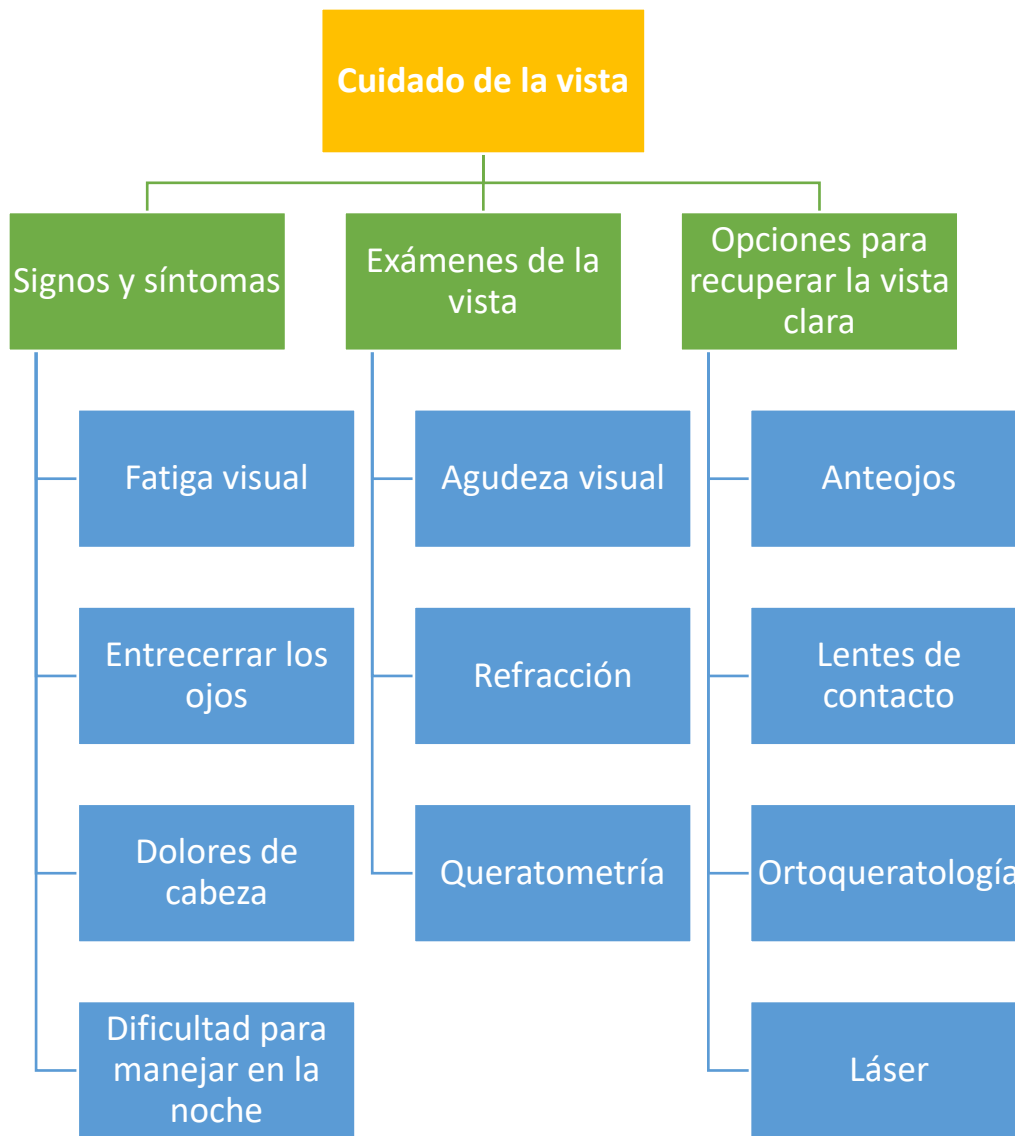 Cuidado de la vista
Signos y síntomas
Exámenes de la
vista
Opciones para
recuperar la vista
clara
Fatiga visual
Entrecerrar los
ojos
Dolores de
cabeza
Dificultad para
manejar en la
noche
Agudeza visual
Refracción
Queratometría
Anteojos
Lentes de
contacto
Ortoqueratología
Láser